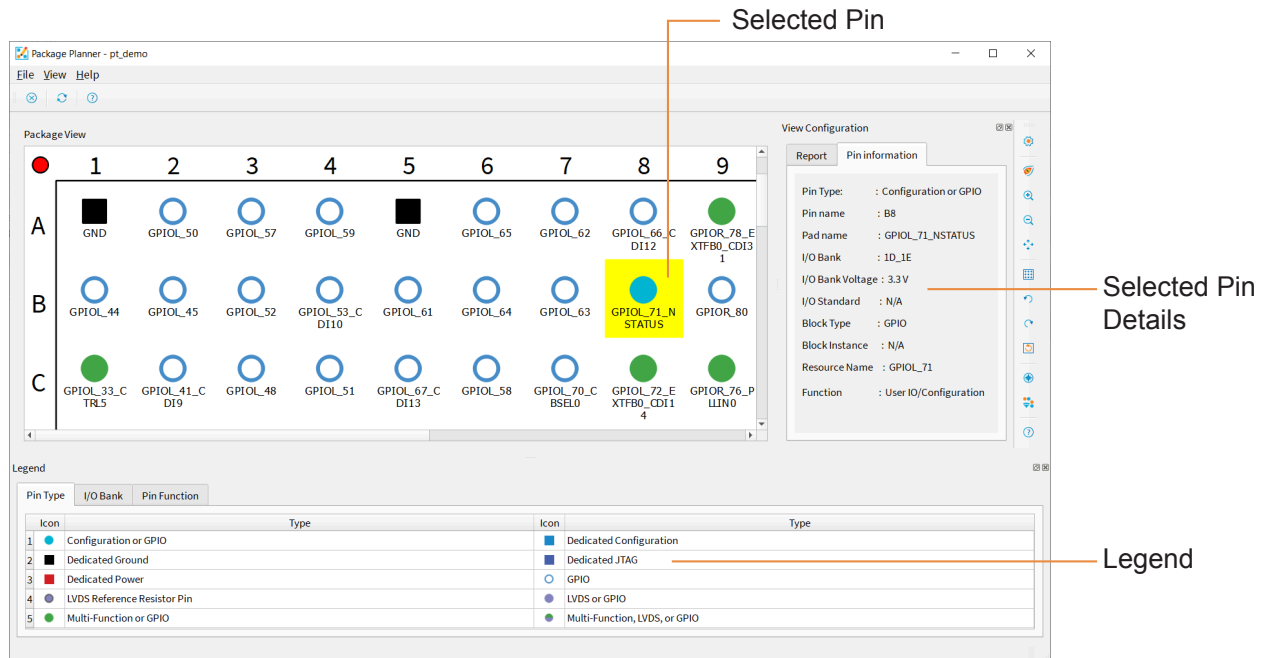 Selected Pin
Package Planner - pt_demo
File View Help
Package View
View Configuration
1 2 3 4 5 6 7 8 9
Report Pin information
A
GND GPIOL_50 GPIOL_57 GPIOL_59 GND GPIOL_65 GPIOL_62 GPIOL_66_C GPIOR_78_E
DI12 XTFB0_CDI3
1
B
GPIOL_44 GPIOL_45 GPIOL_52 GPIOL_53_C GPIOL_61 GPIOL_64 GPIOL_63 GPIOL_71_N GPIOR_80
DI10 STATUS
C
GPIOL_33_C GPIOL_41_C GPIOL_48 GPIOL_51 GPIOL_67_C GPIOL_58 GPIOL_70_C GPIOL_72_E GPIOR_76_P
TRL5 DI9 DI13 BSEL0 XTFB0_CDI1 LLIN0
4
Pin Type: : Configuration or GPIO
Pin name : B8
Pad name : GPIOL_71_NSTATUS
I/O Bank : 1D_1E
I/O Bank Voltage : 3.3 V
I/O Standard : N/A
Block Type : GPIO
Block Instance : N/A
Resource Name : GPIOL_71
Function : User IO/Configuration
Selected Pin
Details
Legend
Pin Type I/O Bank Pin Function
Icon Type Icon Type
1 Configuration or GPIO Dedicated Configuration
2 Dedicated Ground Dedicated JTAG
3 Dedicated Power GPIO
4 LVDS Reference Resistor Pin LVDS or GPIO
5 Multi-Function or GPIO Multi-Function, LVDS, or GPIO
Legend